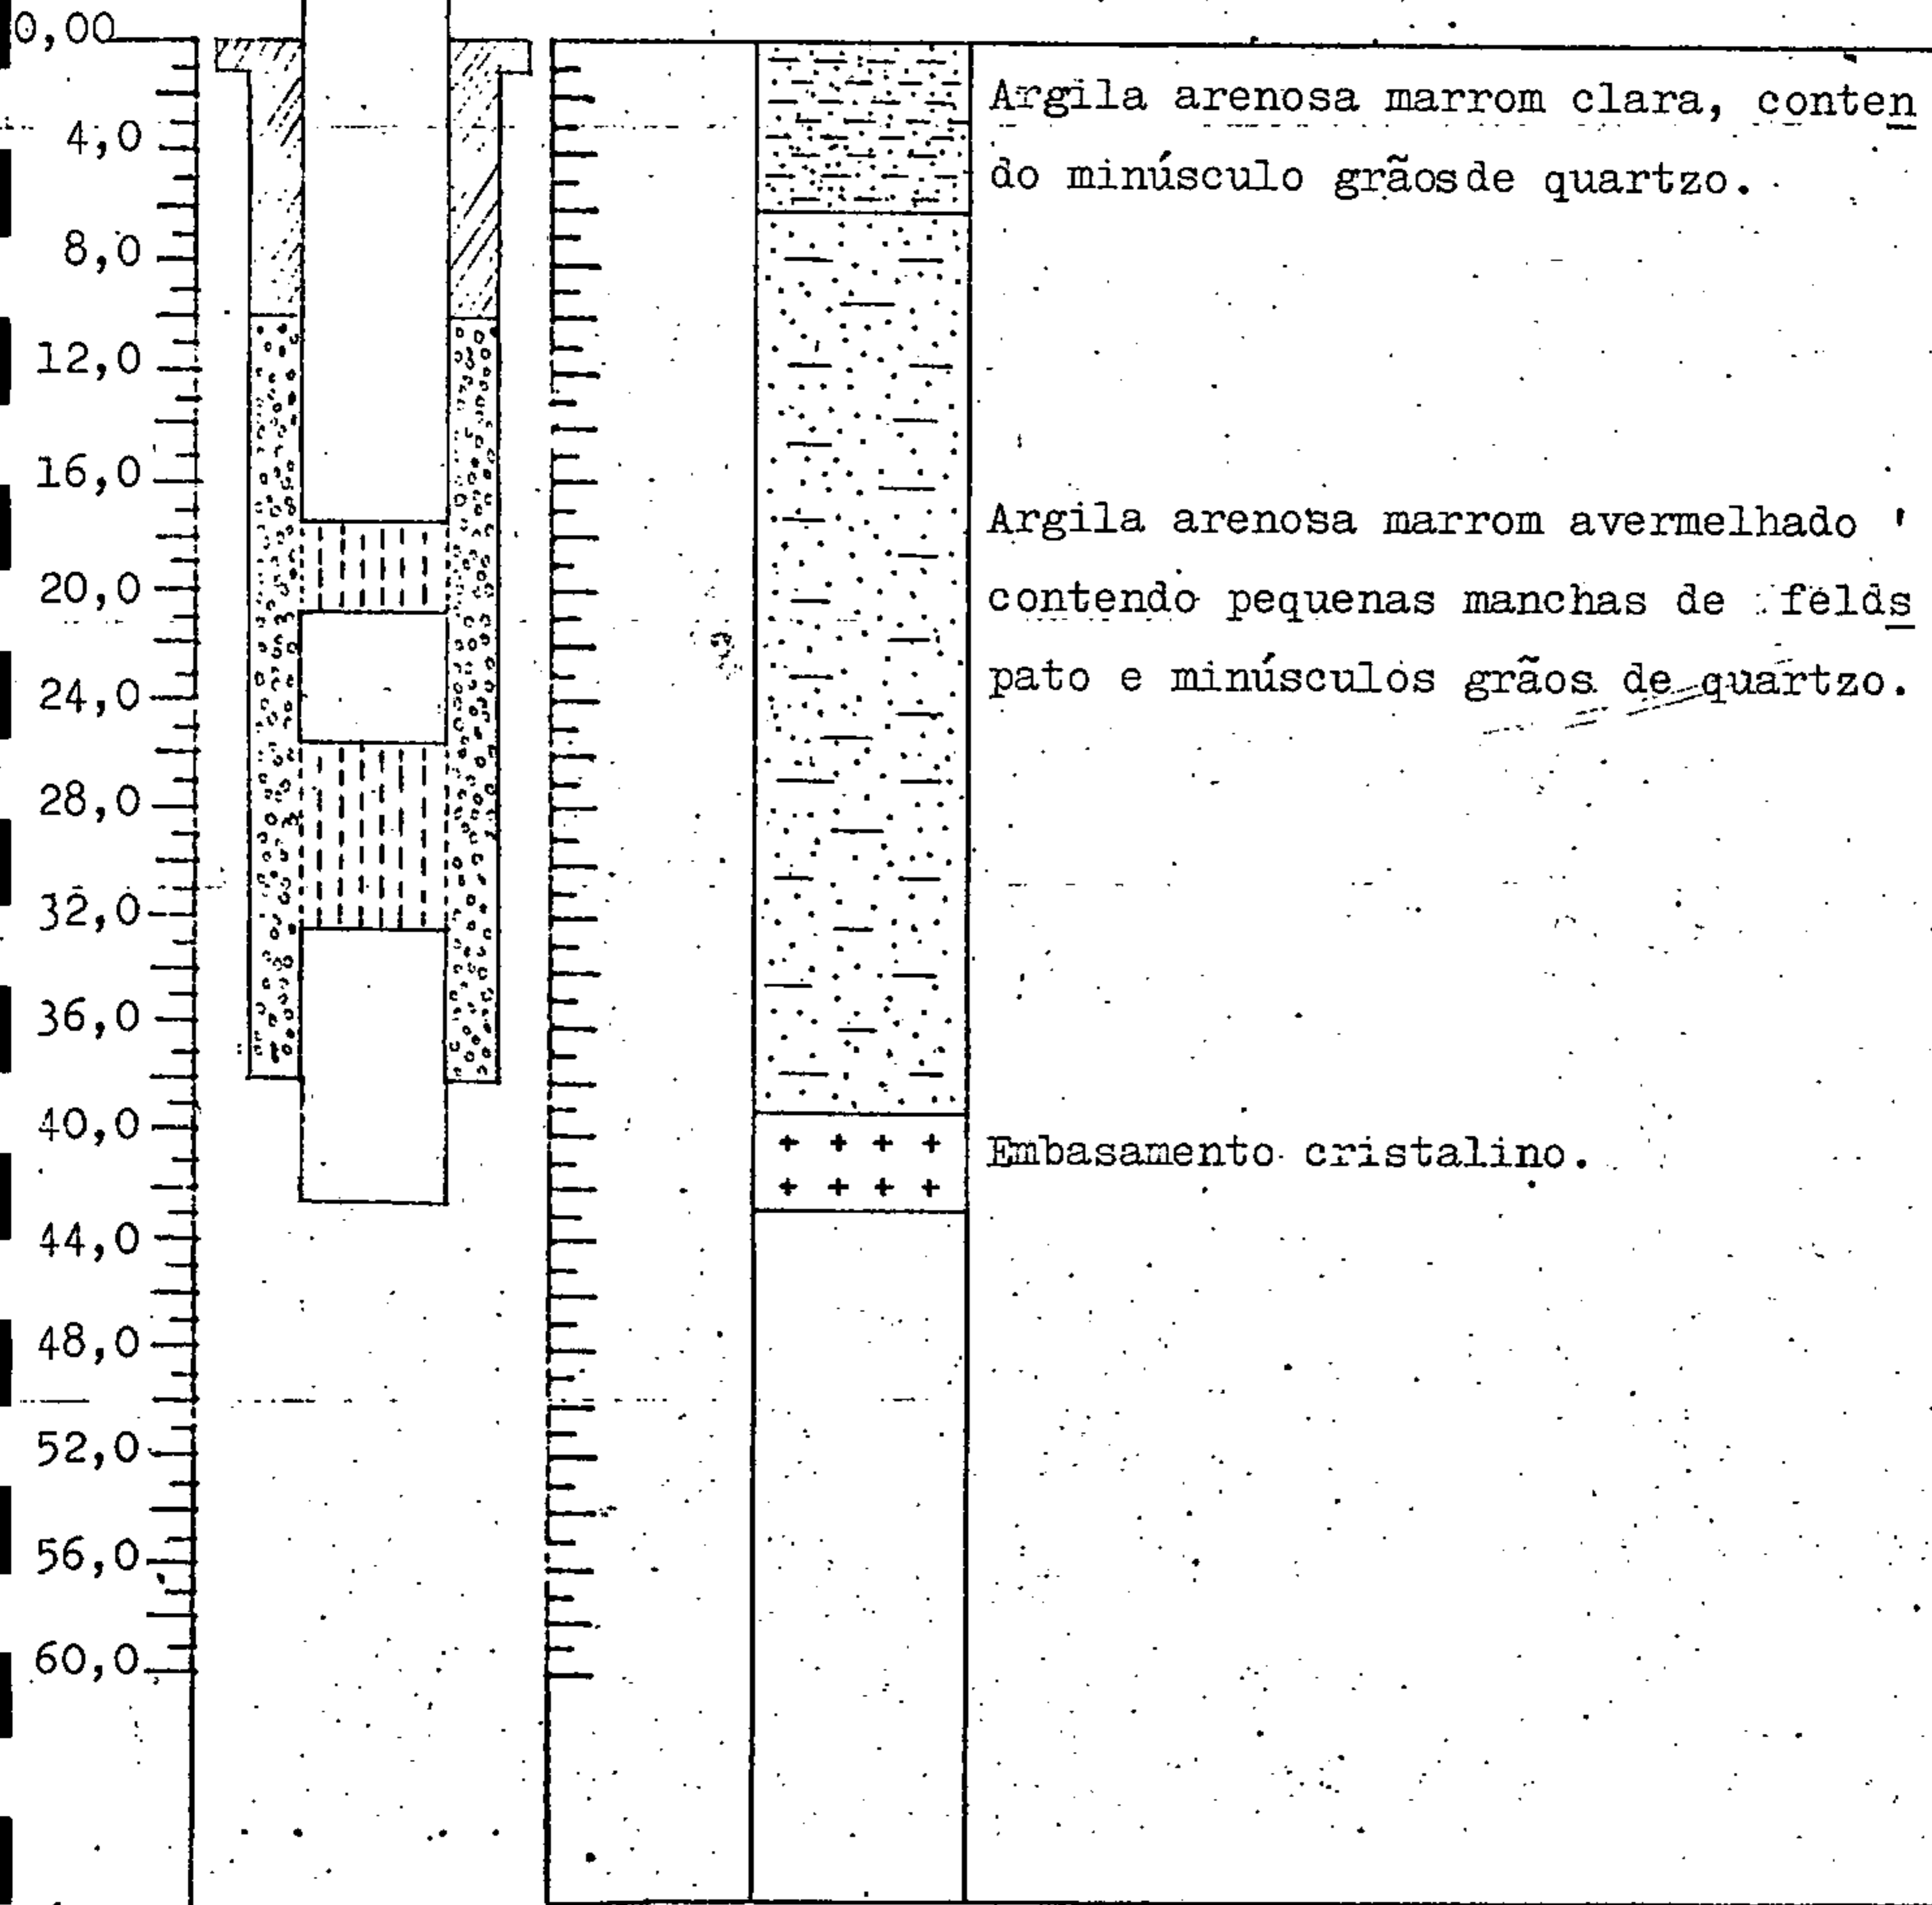 0,00
Argila arenosa marrom clara, conten
4,0
do minúsculo grãosde quartzo.
8,0
12,0
16,0
Argila arenosa marrom avermelhado '
20,0
contendo pequenas manchas de felds
24,0
pato e minúsculos grãos de quartzo.
28,0
32,0
36,0
40,0
Embasamento cristalino.
44,0
48,0
52,0
56,0
60,0